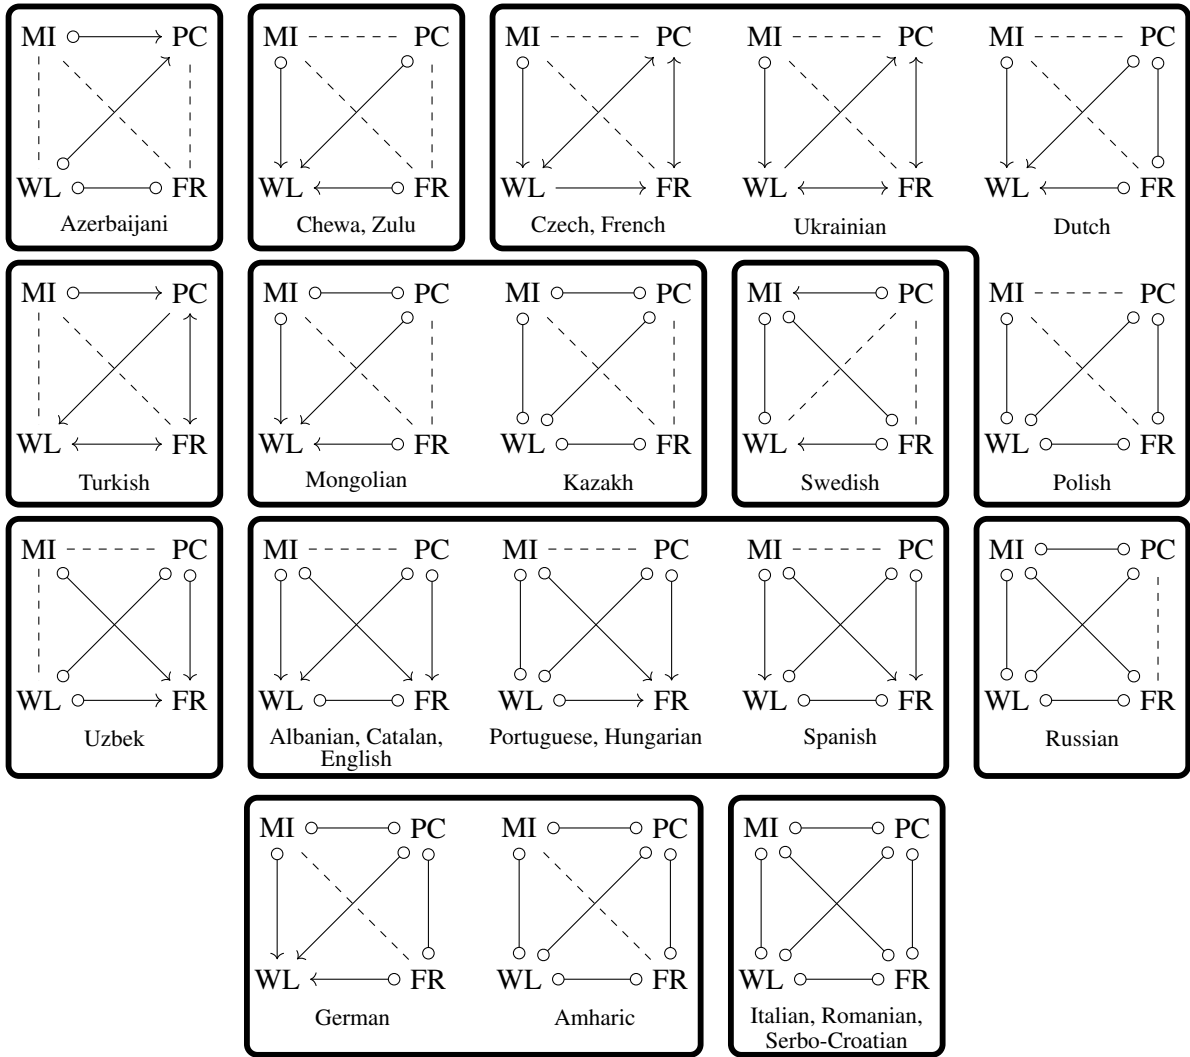 MI PC MI PC MI PC MI PC MI PC
WL FR WL FR WL FR WL FR WL FR
Azerbaijani Chewa, Zulu Czech, French Ukrainian Dutch
MI PC MI PC MI PC MI PC MI PC
WL FR WL FR WL FR WL FR WL FR
Turkish Mongolian Kazakh Swedish Polish
MI PC MI PC MI PC MI PC MI PC
WL FR WL FR WL FR WL FR WL FR
Uzbek Albanian, Catalan, Portuguese, Hungarian Spanish Russian
English
MI PC MI PC MI PC
WL FR WL FR WL FR
German Amharic Italian, Romanian,
Serbo-Croatian